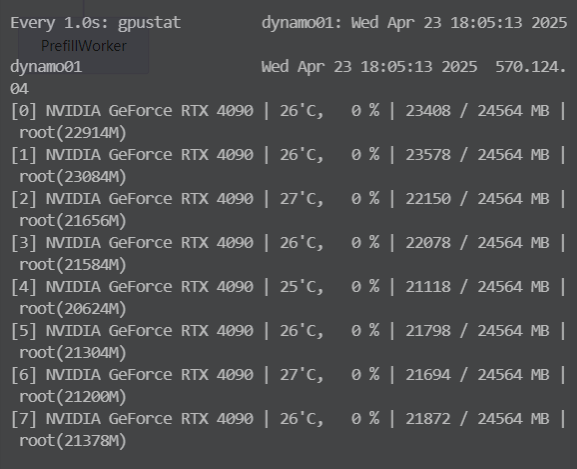 Every 1.0s: gpustat dynamo01: Wed Apr 23 18:05:13 2025
PrefillWorker
dynamo01 Wed Apr 23 18:05:13 2025 570.124.
04
[0] NVIDIA GeForce RTX 4090 | 26'C, 0 % | 23408 / 24564 MB |
root(22914M)
[1] NVIDIA GeForce RTX 4090 | 26'C, 0 % | 23578 / 24564 MB |
root(23084M)
[2] NVIDIA GeForce RTX 4090 | 27'C, 0 % | 22150 / 24564 MB |
root(21656M)
[3] NVIDIA GeForce RTX 4090 | 26'C, 0 % | 22078 / 24564 MB |
root(21584M)
[4] NVIDIA GeForce RTX 4090 | 25'C, 0 % | 21118 / 24564 MB |
root(20624M)
[5] NVIDIA GeForce RTX 4090 | 26'C, 0 % | 21798 / 24564 MB |
root(21304M)
[6] NVIDIA GeForce RTX 4090 | 27'C, 0 % | 21694 / 24564 MB |
root(21200M)
[7] NVIDIA GeForce RTX 4090 | 26'C, 0 % | 21872 / 24564 MB |
root(21378M)